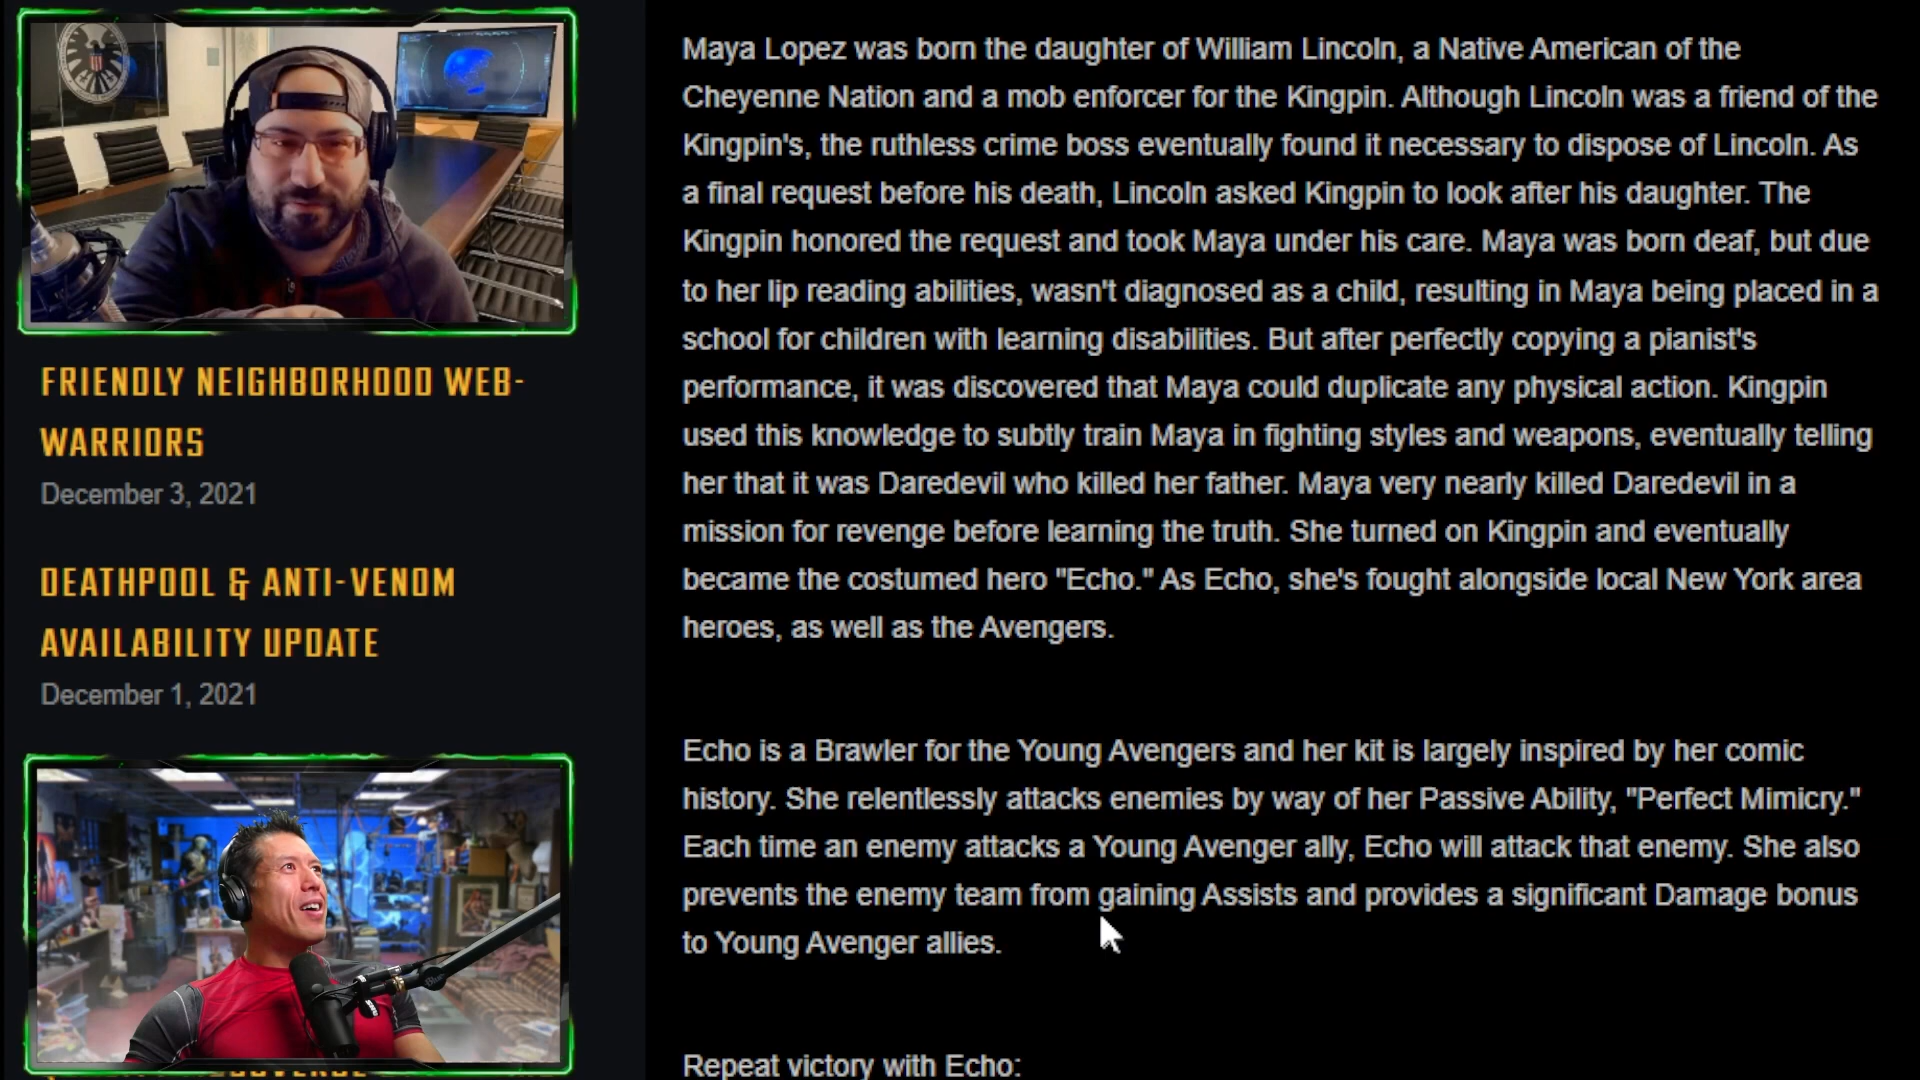 FRIENDLY NEIGHBORHOOD WEB-
WARRIORS
December 3, 2021
DEATHPOOL & ANTI-VENOM
AVAILABILITY UPDATE
December 1, 2021
Maya Lopez was born the daughter of William Lincoln, a Native American of the
Cheyenne Nation and a mob enforcer for the Kingpin. Although Lincoln was a friend of the
Kingpin's, the ruthless crime boss eventually found it necessary to dispose of Lincoln. As
a final request before his death, Lincoln asked Kingpin to look after his daughter. The
Kingpin honored the request and took Maya under his care. Maya was born deaf, but due
to her lip reading abilities, wasn't diagnosed as a child, resulting in Maya being placed in a
school for children with learning disabilities. But after perfectly copying a pianist's
performance, it was discovered that Maya could duplicate any physical action. Kingpin
used this knowledge to subtly train Maya in fighting styles and weapons, eventually telling
her that it was Daredevil who killed her father. Maya very nearly killed Daredevil in a
mission for revenge before learning the truth. She turned on Kingpin and eventually
became the costumed hero "Echo." As Echo, she's fought alongside local New York area
heroes, as well as the Avengers.
Echo is a Brawler for the Young Avengers and her kit is largely inspired by her comic
history. She relentlessly attacks enemies by way of her Passive Ability, "Perfect Mimicry."
Each time an enemy attacks a Young Avenger ally, Echo will attack that enemy. She also
prevents the enemy team from gaining Assists and provides a significant Damage bonus
to Young Avenger allies.
Repeat victory with Echo: